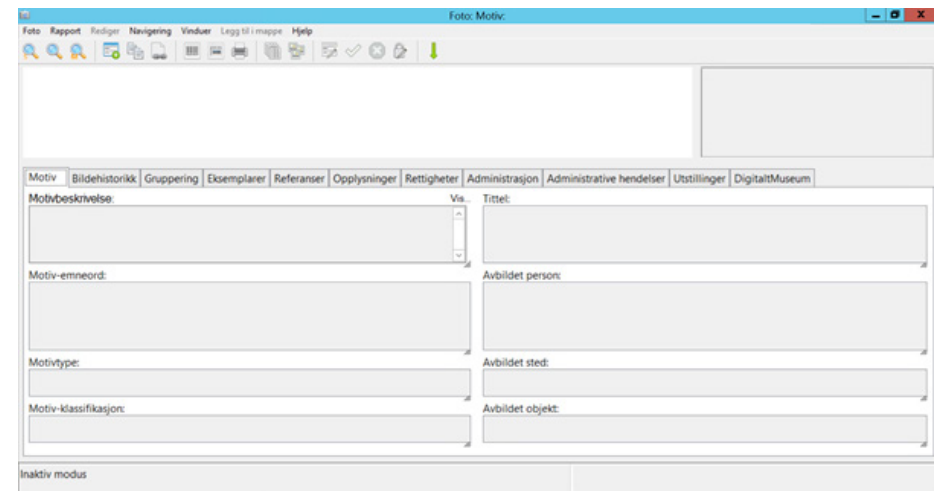 Foto: Motiv:
Foto Rapport Rediger Navigering Vinduer Legg til i mappe Hjelp
Motiv Bildehistorikk Gruppering Eksemplarer Referanser Opplysninger Rettigheter Administrasjon Administrative hendelser Utstillinger DigitaltMuseum
Motivbeskrivelse: Vis... Tittel:
Motiv-emneord: Avbildet person:
Motivtype: Avbildet sted:
Motiv-klassifikasjon: Avbildet objekt:
Inaktiv modus